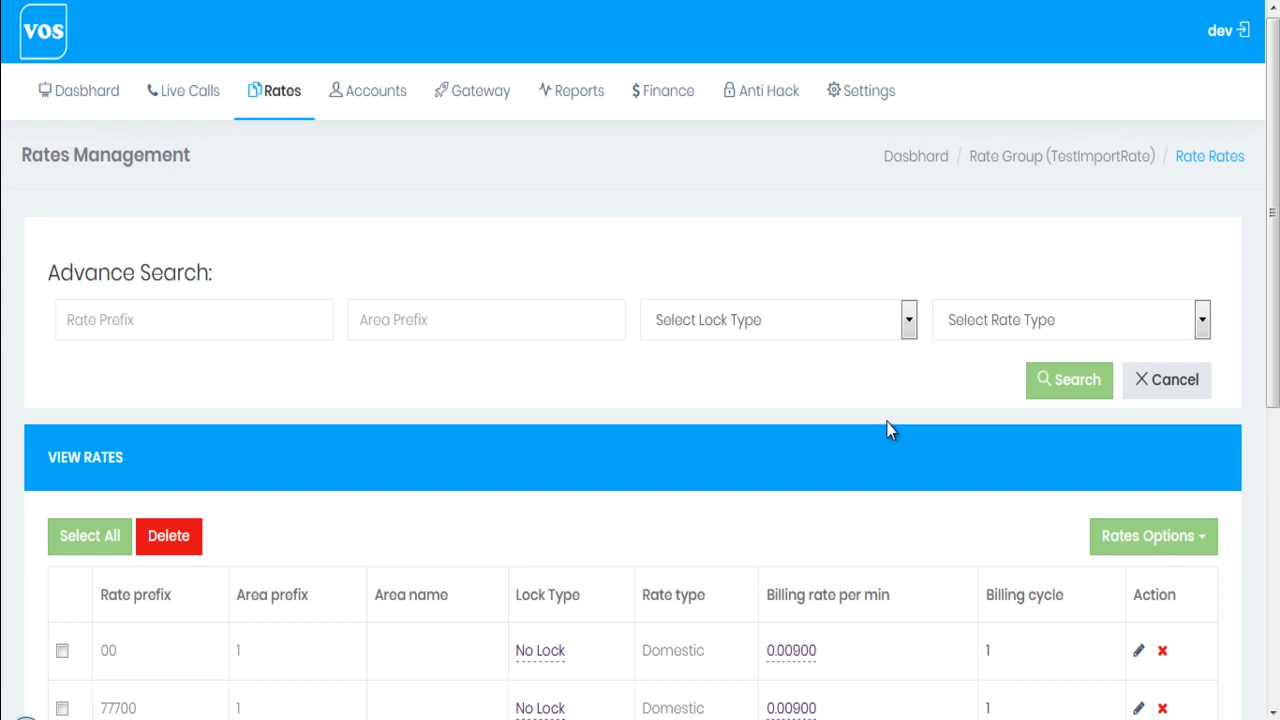 VOS
dev
Dasbhard Live Calls Rates Accounts Gateway Reports $ Finance Anti Hack Settings
Rates Management
Dasbhard / Rate Group (TestImportRate) / Rate Rates
Advance Search:
Rate Prefix Area Prefix Select Lock Type Select Rate Type
Search Cancel
VIEW RATES
Select All Delete Rates Options
Rate prefix Area prefix Area name Lock Type Rate type Billing rate per min Billing cycle Action
00 1 No Lock Domestic 0.00900 1
77700 1 No Lock Domestic 0.00900 1